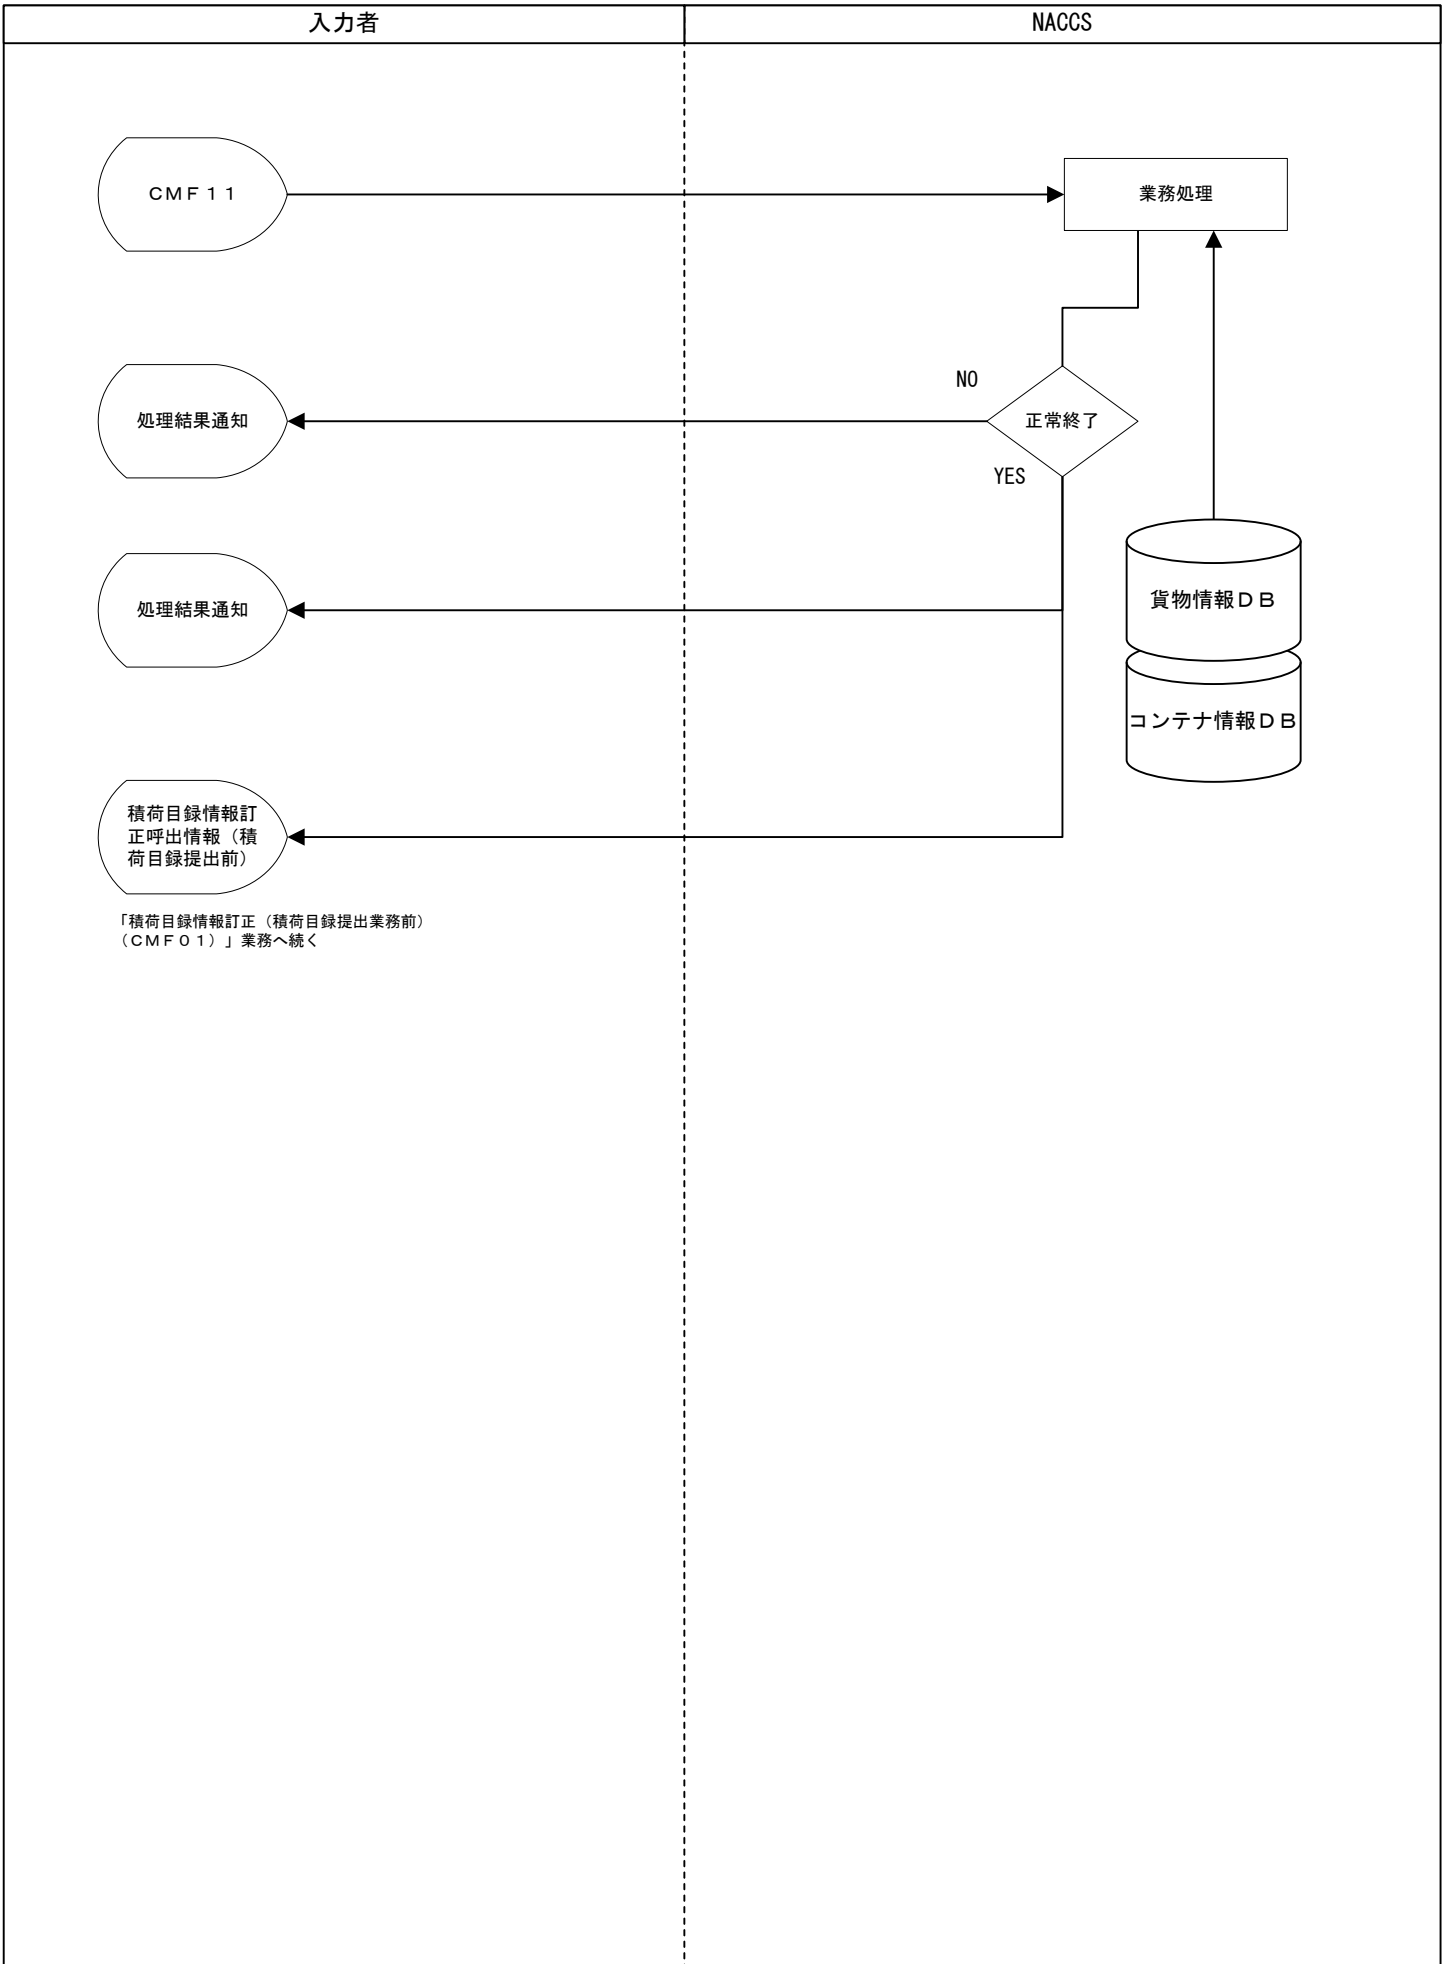 入力者
NACCS
ＣＭＦ１１
業務処理
NO
処理結果通知
正常終了
YES
処理結果通知
貨物情報ＤＢ
コンテナ情報ＤＢ
積荷目録情報訂
正呼出情報（積
荷目録提出前）
「積荷目録情報訂正（積荷目録提出業務前）
（ＣＭＦ０１）」業務へ続く